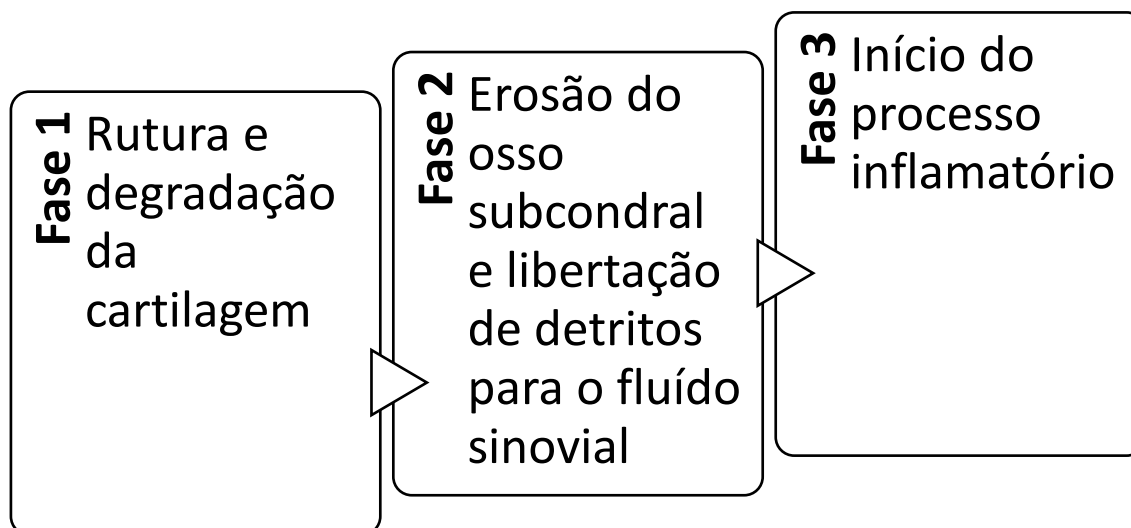 Fase 1
Rutura e
degradação
da
cartilagem
Fase 2
Erosão do
osso
subcondral
e libertação
de detritos
para o fluído
sinovial
Fase 3
Início do
processo
inflamatório